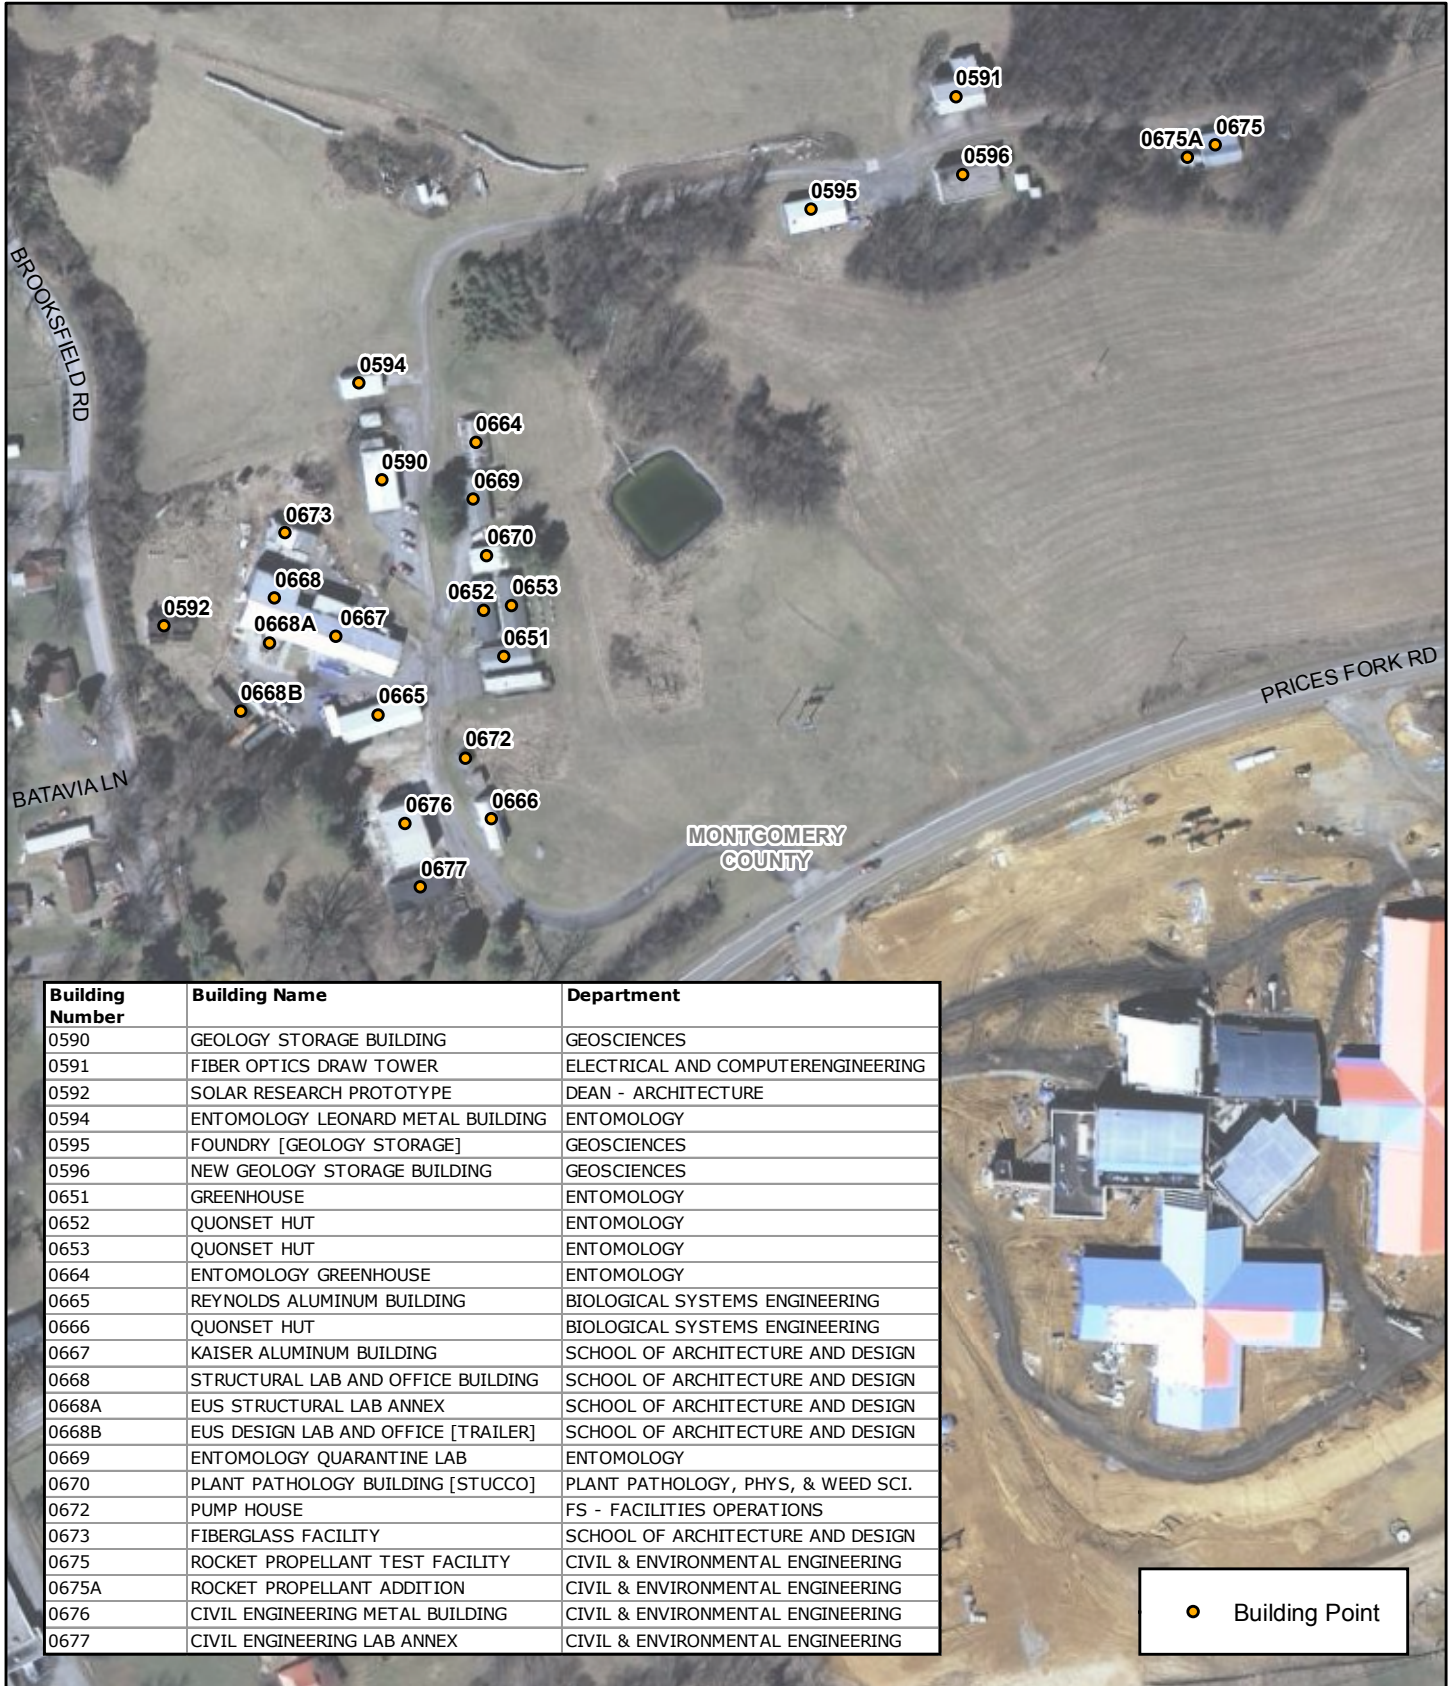 0591
0675
0675A
0596
0595
BROOKSFIELD RD
0594
0664
0590
0669
0673
0670
0668
0652
0653
0592
0668A
0667
0651
PRICES FORK RD
0668B
0665
0672
BATAVIA LN
0676
0666
MONTGOMERY
COUNTY
0677
Building Number Building Name Department
0590 GEOLOGY STORAGE BUILDING GEOSCIENCES
0591 FIBER OPTICS DRAW TOWER ELECTRICAL AND COMPUTERENGINEERING
0592 SOLAR RESEARCH PROTOTYPE DEAN - ARCHITECTURE
0594 ENTOMOLOGY LEONARD METAL BUILDING ENTOMOLOGY
0595 FOUNDRY [GEOLOGY STORAGE] GEOSCIENCES
0596 NEW GEOLOGY STORAGE BUILDING GEOSCIENCES
0651 GREENHOUSE ENTOMOLOGY
0652 QUONSET HUT ENTOMOLOGY
0653 QUONSET HUT ENTOMOLOGY
0664 ENTOMOLOGY GREENHOUSE ENTOMOLOGY
0665 REYNOLDS ALUMINUM BUILDING BIOLOGICAL SYSTEMS ENGINEERING
0666 QUONSET HUT BIOLOGICAL SYSTEMS ENGINEERING
0667 KAISER ALUMINUM BUILDING SCHOOL OF ARCHITECTURE AND DESIGN
0668 STRUCTURAL LAB AND OFFICE BUILDING SCHOOL OF ARCHITECTURE AND DESIGN
0668A EUS STRUCTURAL LAB ANNEX SCHOOL OF ARCHITECTURE AND DESIGN
0668B EUS DESIGN LAB AND OFFICE [TRAILER] SCHOOL OF ARCHITECTURE AND DESIGN
0669 ENTOMOLOGY QUARANTINE LAB ENTOMOLOGY
0670 PLANT PATHOLOGY BUILDING [STUCCO] PLANT PATHOLOGY, PHYS, & WEED SCI.
0672 PUMP HOUSE FS - FACILITIES OPERATIONS
0673 FIBERGLASS FACILITY SCHOOL OF ARCHITECTURE AND DESIGN
0675 ROCKET PROPELLANT TEST FACILITY CIVIL & ENVIRONMENTAL ENGINEERING
0675A ROCKET PROPELLANT ADDITION CIVIL & ENVIRONMENTAL ENGINEERING
0676 CIVIL ENGINEERING METAL BUILDING CIVIL & ENVIRONMENTAL ENGINEERING
0677 CIVIL ENGINEERING LAB ANNEX CIVIL & ENVIRONMENTAL ENGINEERING
Building Point